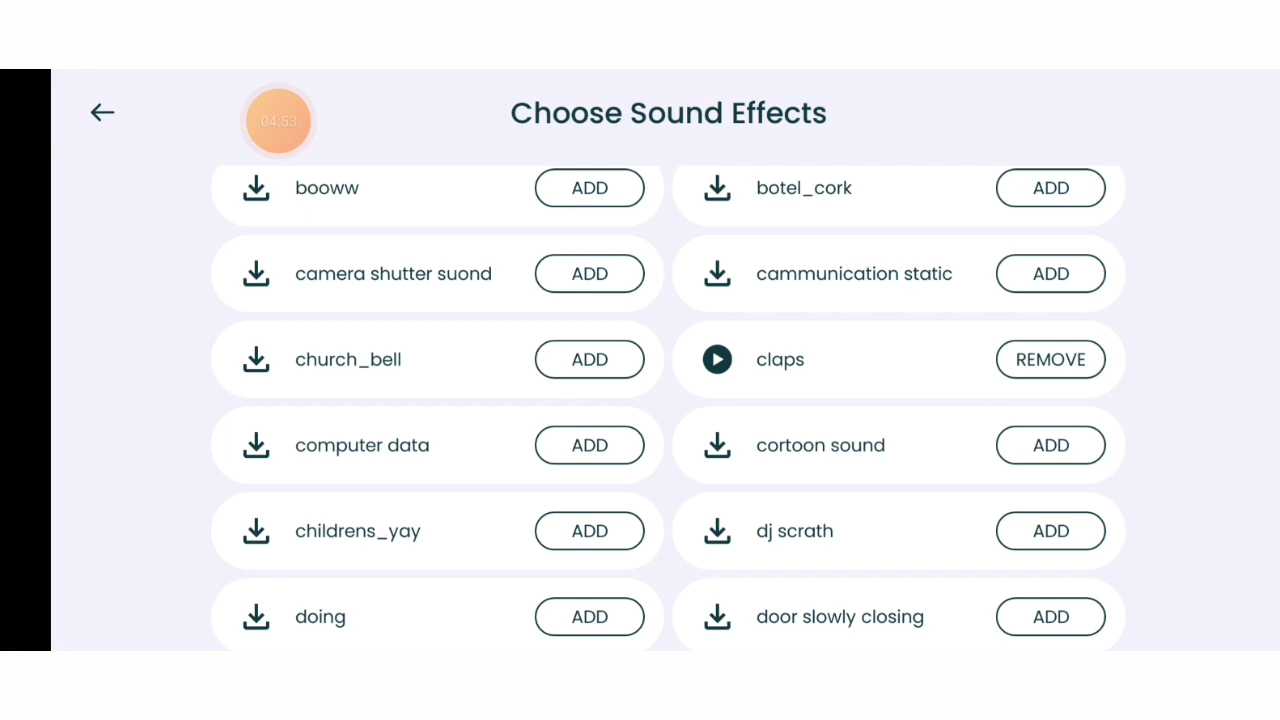 04:53
Choose Sound Effects
booww ADD
botel_cork ADD
camera shutter suond ADD
cammunication static ADD
church_bell ADD
claps REMOVE
computer data ADD
cortoon sound ADD
childrens_yay ADD
dj scrath ADD
doing ADD
door slowly closing ADD